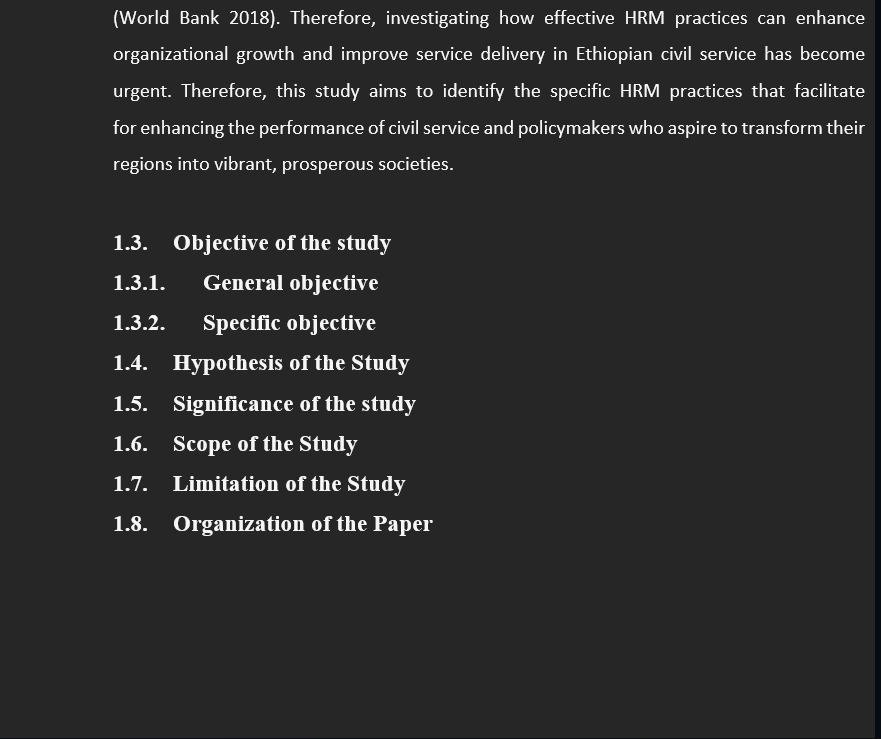 (World Bank 2018). Therefore, investigating how effective HRM practices can enhance
organizational growth and improve service delivery in Ethiopian civil service has become
urgent. Therefore, this study aims to identify the specific HRM practices that facilitate
for enhancing the performance of civil service and policymakers who aspire to transform their
regions into vibrant, prosperous societies.
1.3. Objective of the study
1.3.1. General objective
1.3.2. Specific objective
1.4. Hypothesis of the Study
1.5. Significance of the study
1.6. Scope of the Study
1.7. Limitation of the Study
1.8. Organization of the Paper